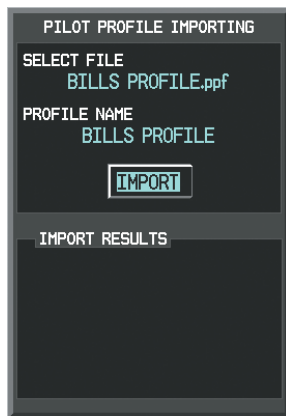 PILOT PROFILE IMPORTING
SELECT FILE
BILLS PROFILE.ppf
PROFILE NAME
BILLS PROFILE
IMPORT
IMPORT RESULTS